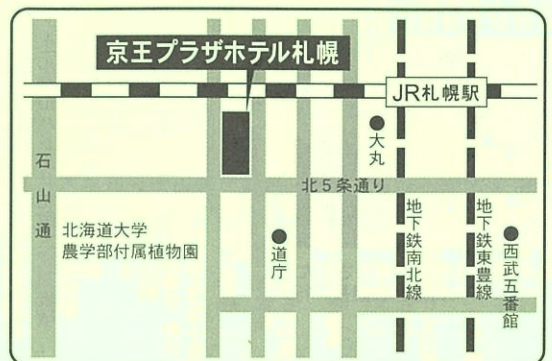 京王プラザホテル札幌
JR札幌駅
大丸
石山通
北5条通り
北海道大学
農学部付属植物園
道庁
地下鉄南北線
地下鉄東豊線
西武五番館